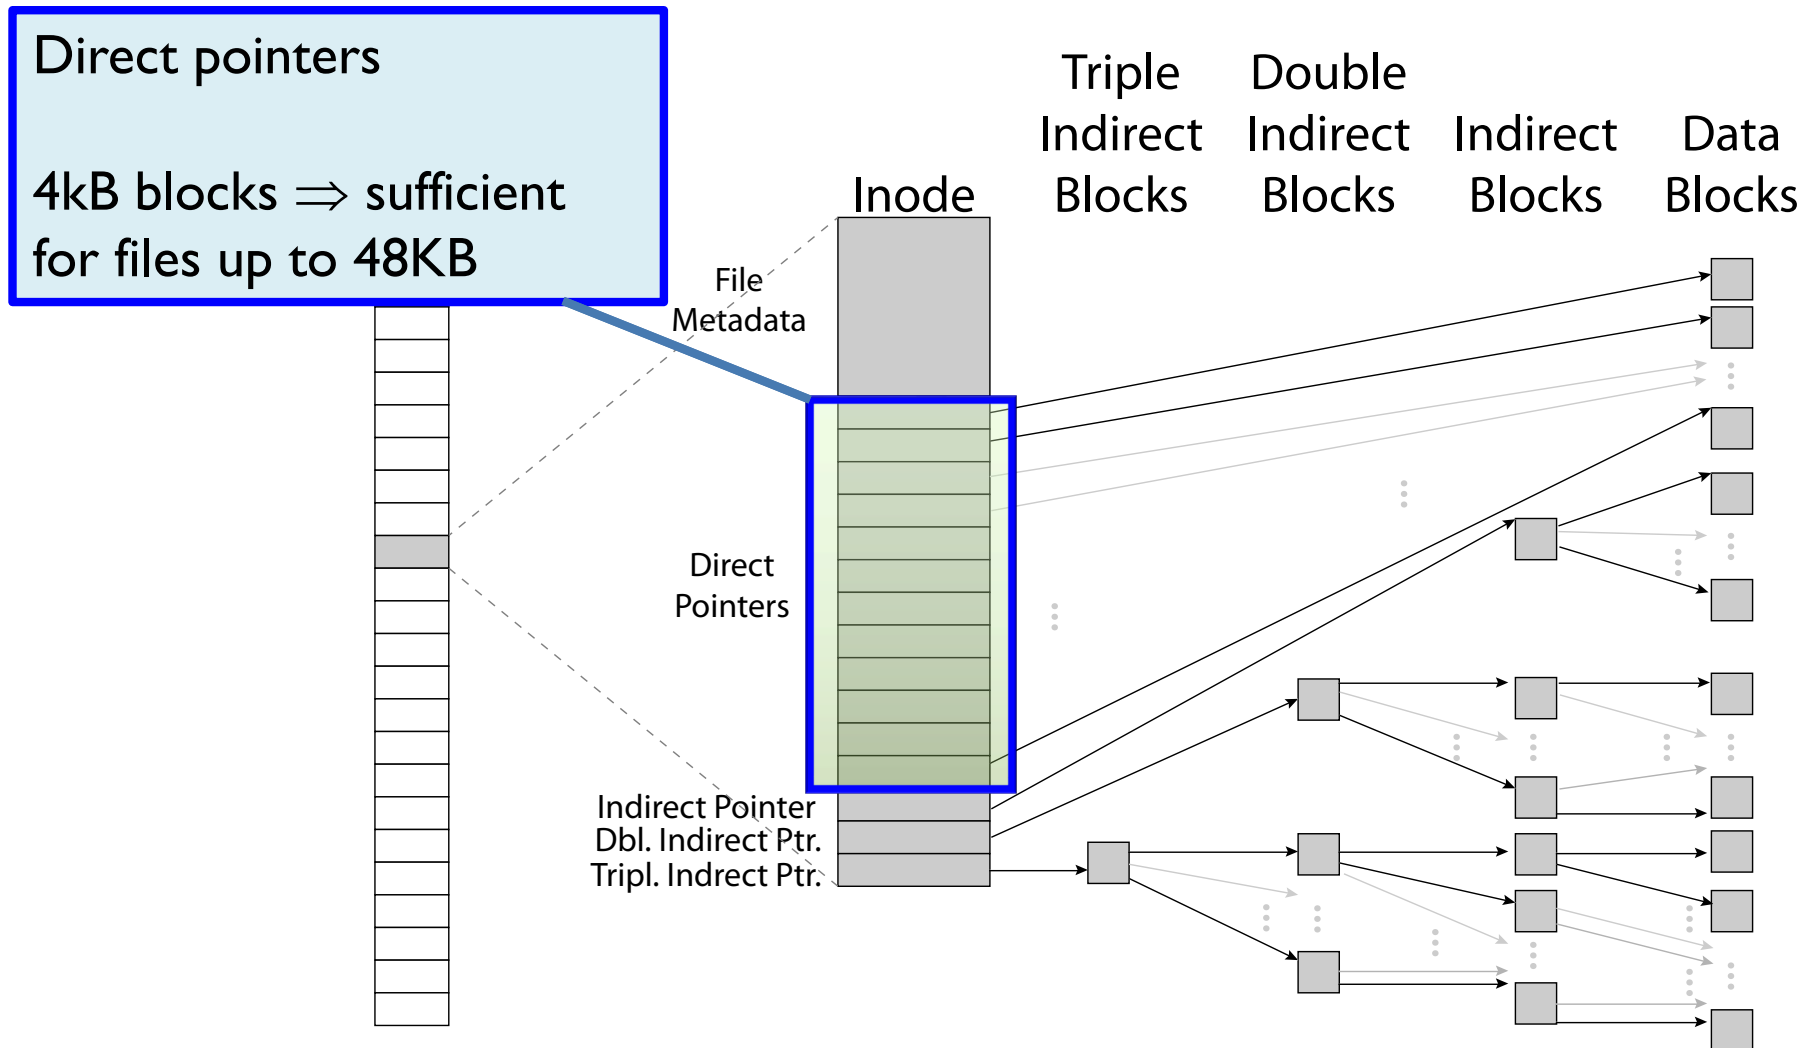 Direct pointers
4kB blocks ⇒ sufficient
for files up to 48KB
Triple
Indirect
Blocks
Double
Indirect
Blocks
Indirect
Blocks
Data
Blocks
Inode
File
Metadata
Direct
Pointers
Indirect Pointer
Dbl. Indirect Ptr.
Tripl. Indrect Ptr.